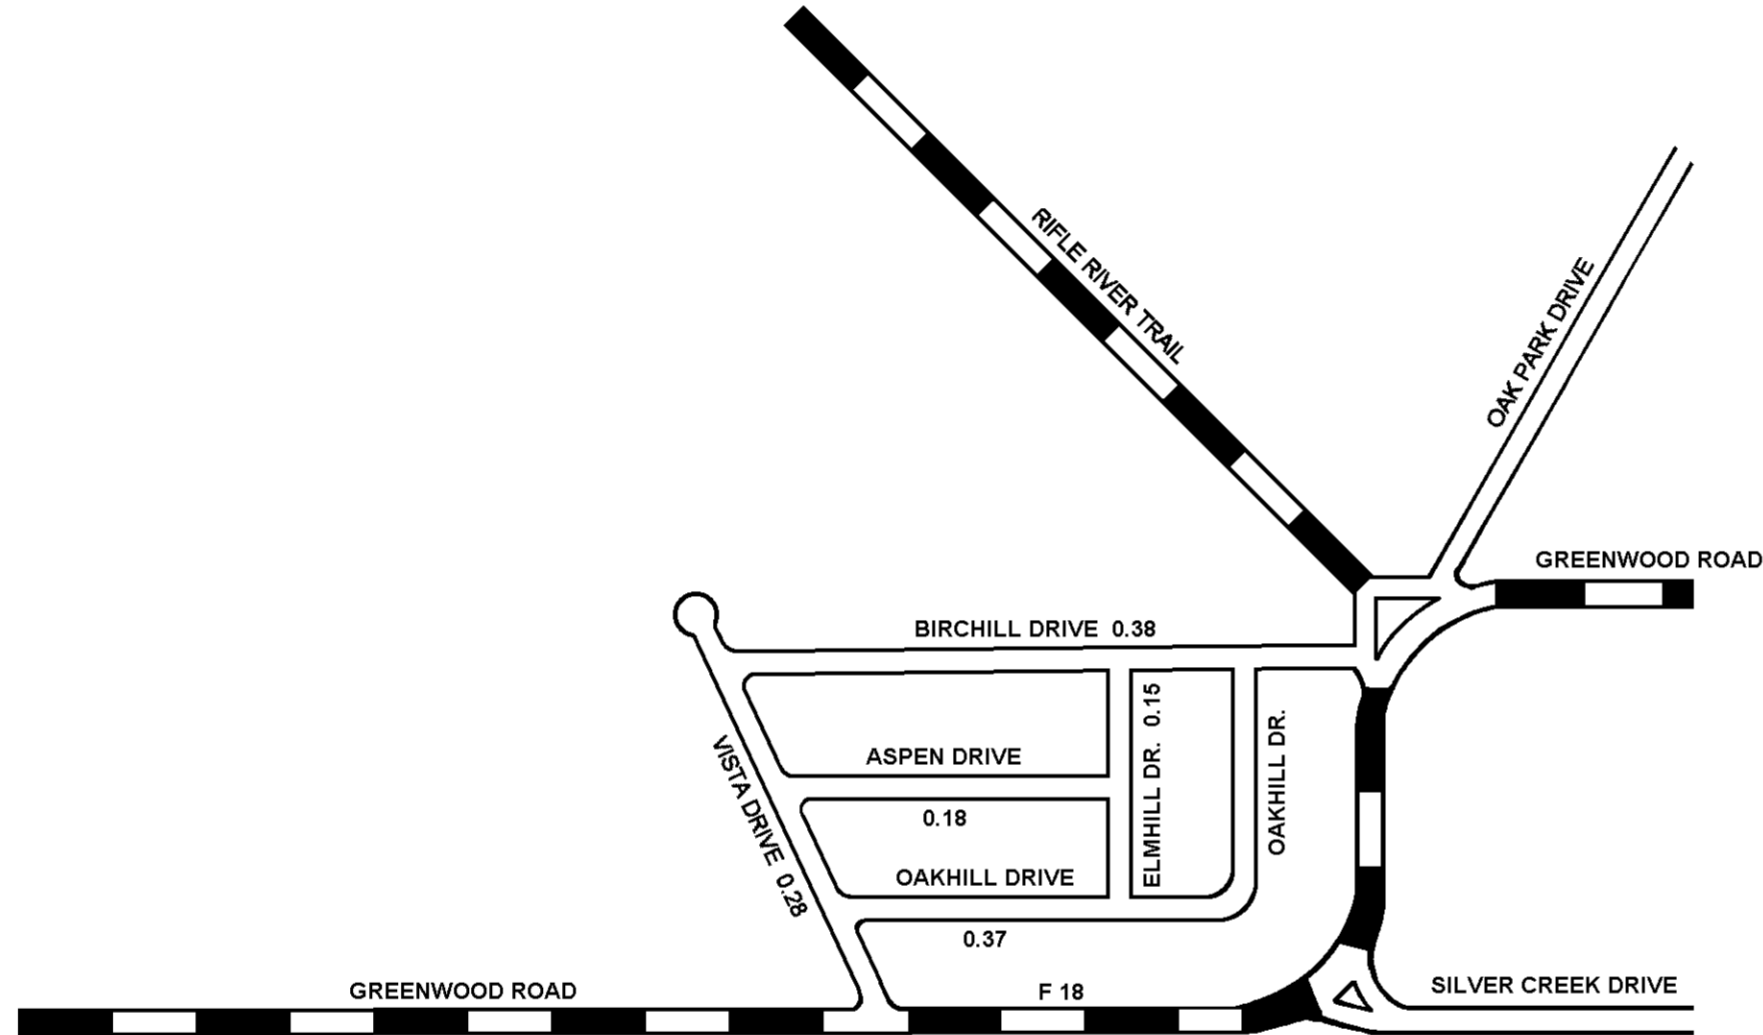 RIFLE RIVER TRAIL
OAK PARK DRIVE
GREENWOOD ROAD
BIRCHILL DRIVE 0.38
ELMHILL DR. 0.15
OAKHILL DR.
ASPEN DRIVE
0.18
VISTA DRIVE 0.28
OAKHILL DRIVE
0.37
GREENWOOD ROAD
F 18
SILVER CREEK DRIVE